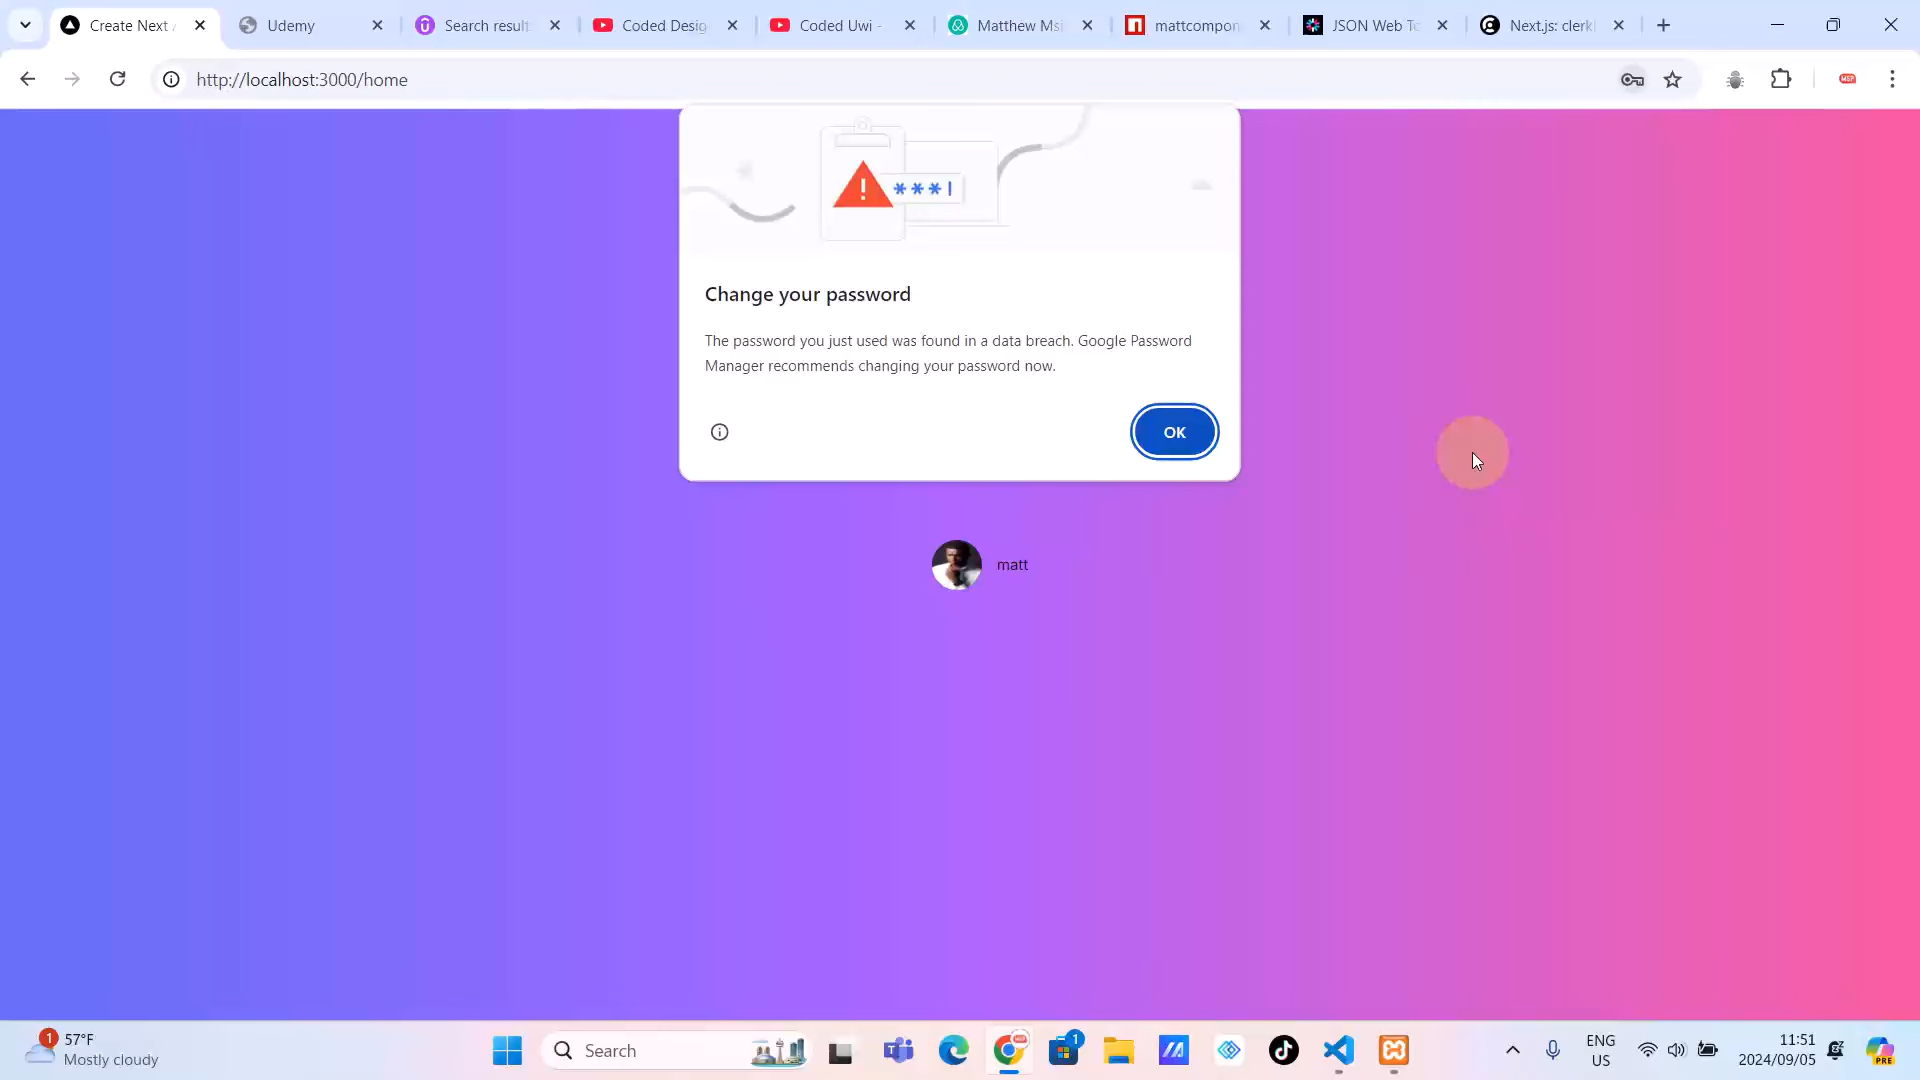 Create Next A
Udemy
Search result
Coded Desig
Coded Uwi -
Matthew Msi
mattcompon
JSON Web To
Next.js: clerk
http://localhost:3000/home
MSP
***
Change your password
The password you just used was found in a data breach. Google Password
Manager recommends changing your password now.
OK
matt
1
57°F
Mostly cloudy
Search
1
ENG
US
11:51
2024/09/05
PRE